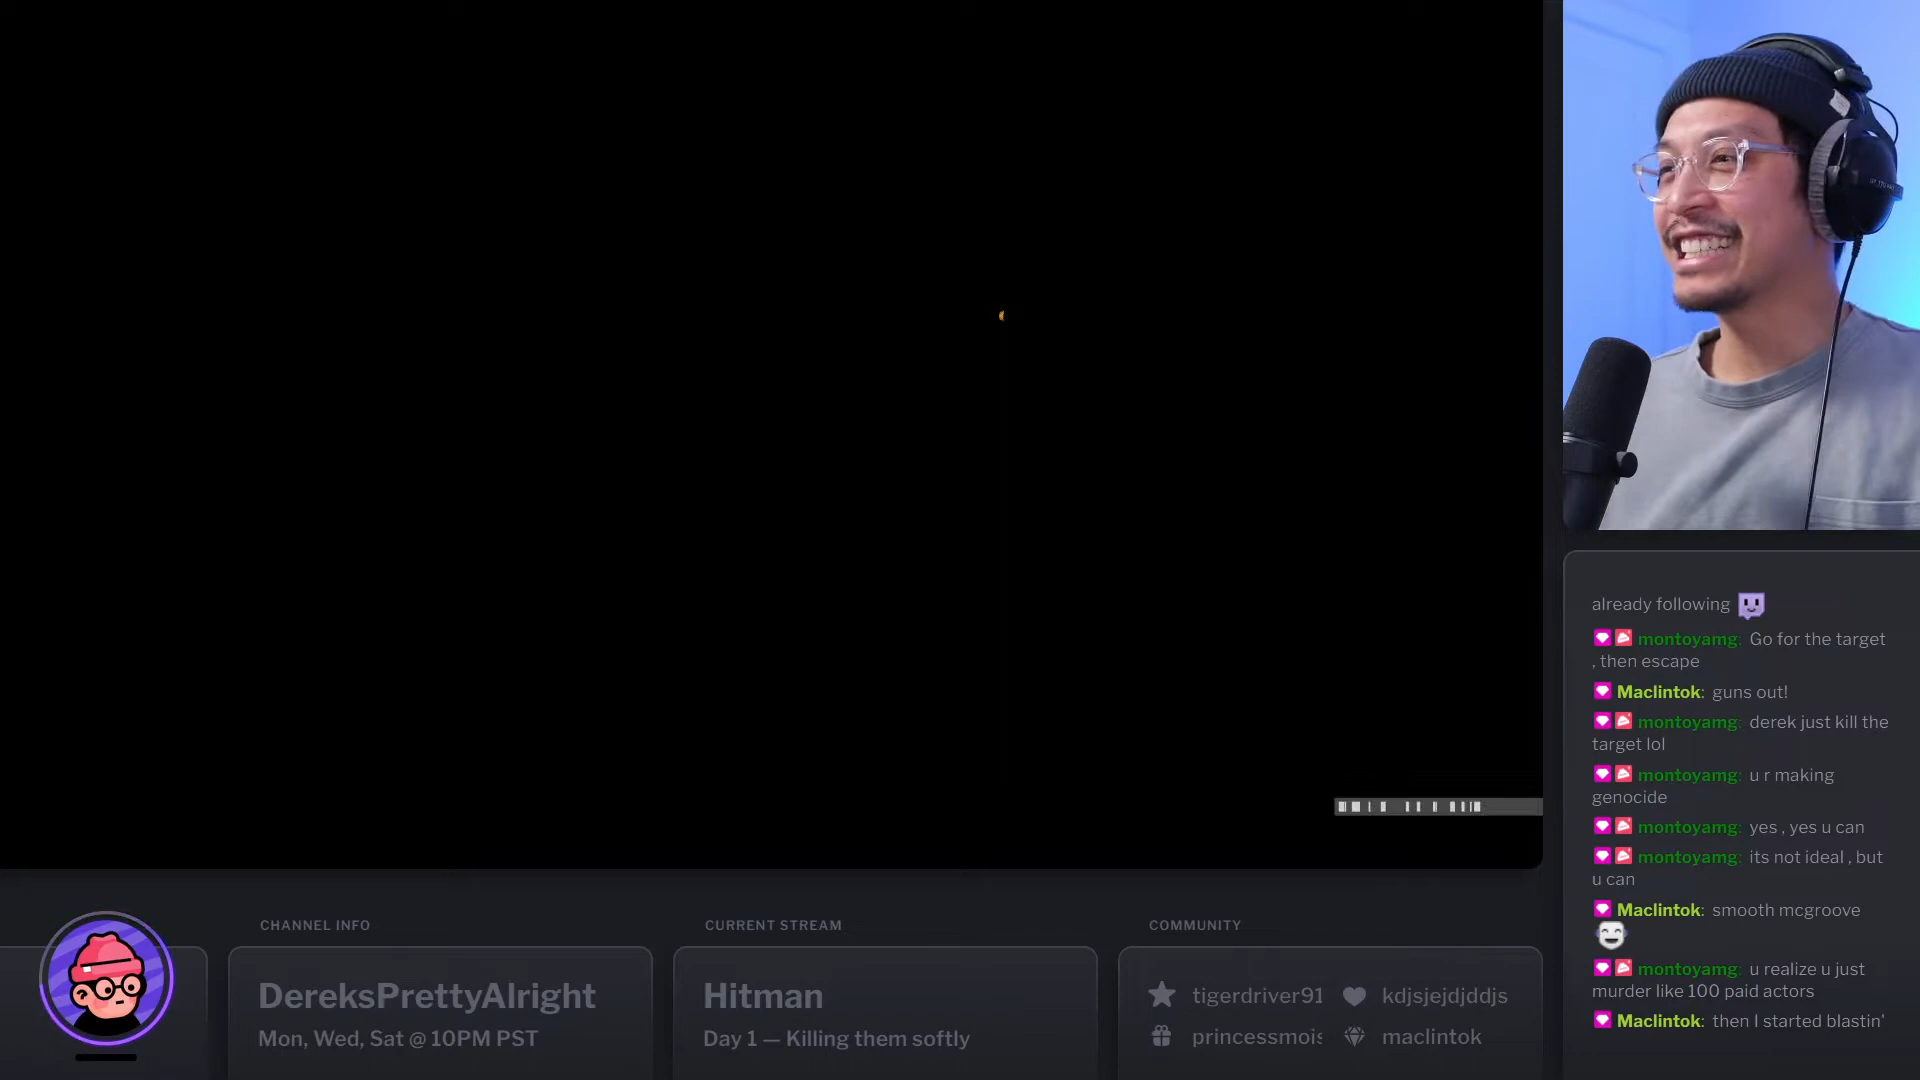 already following
montoyamg: Go for the target
, then escape
Maclintok: guns out!
montoyamg: derek just kill the
target lol
montoyamg: u r making
genocide
montoyamg: yes , yes u can
montoyamg: its not ideal , but
u can
Maclintok: smooth mcgroove
montoyamg: u realize u just
murder like 100 paid actors
Maclintok: then I started blastin'
CHANNEL INFO
DereksPrettyAlright
Mon, Wed, Sat @ 10PM PST
CURRENT STREAM
Hitman
Day 1 — Killing them softly
COMMUNITY
tigerdriver91
kdjsjejdjddjs
princessmois
maclintok